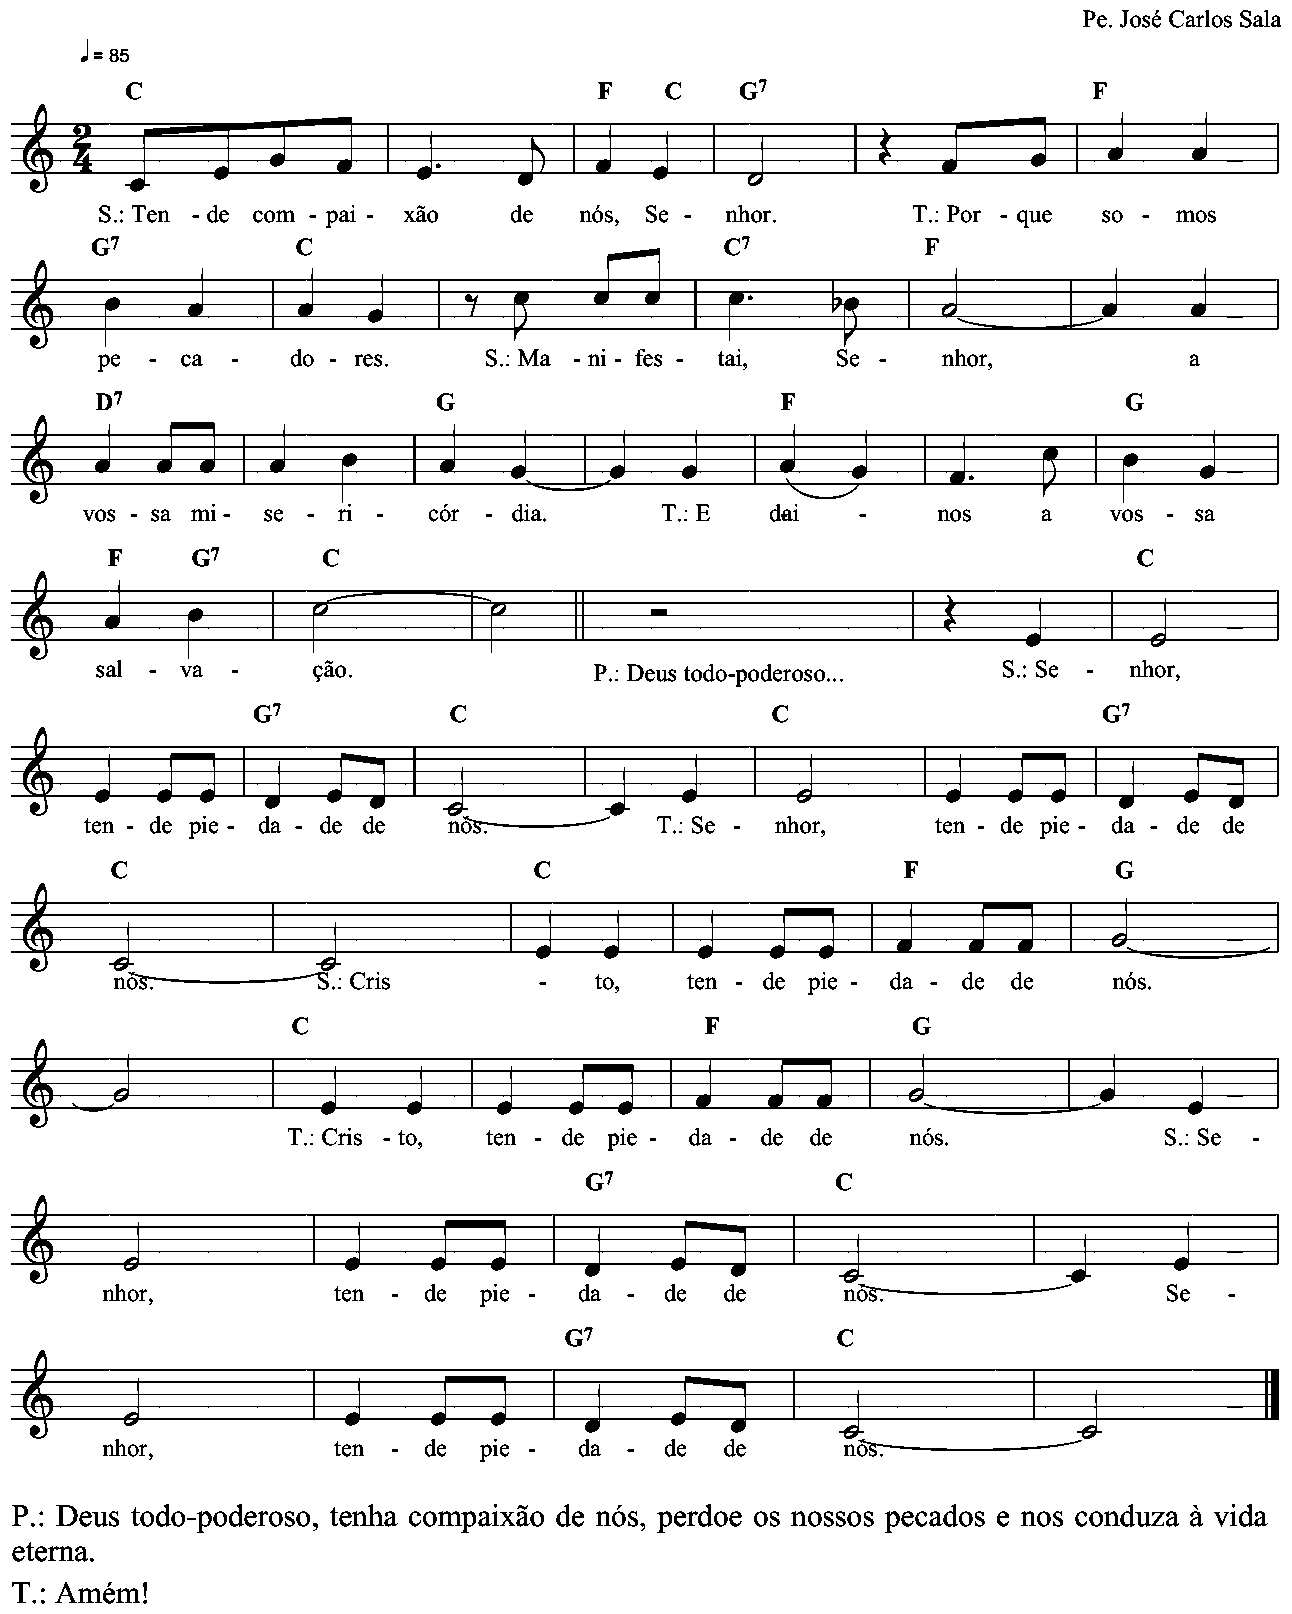 Pe. José Carlos Sala
♩= 85
C F C G7 F
2/4
S.: Ten - de com - pai - xão de nós, Se - nhor. T.: Por - que so - mos
G7 C C7 F
pe - ca - do - res. S.: Ma - ni - fes - tai, Se - nhor, a
D7 G F G
vos - sa mi - se - ri - cór - dia. T.: E dai - nos a vos - sa
F G7 C C
sal - va - ção. P.: Deus todo-poderoso... S.: Se - nhor,
G7 C C G7
ten - de pie - da - de de nós. T.: Se - nhor, ten - de pie - da - de de
C C F G
nós. S.: Cris - to, ten - de pie - da - de de nós.
C F G
T.: Cris - to, ten - de pie - da - de de nós. S.: Se -
G7 C
nhor, ten - de pie - da - de de nós. Se -
G7 C
nhor, ten - de pie - da - de de nós.
P.: Deus todo-poderoso, tenha compaixão de nós, perdoe os nossos pecados e nos conduza à vida
eterna.
T.: Amém!